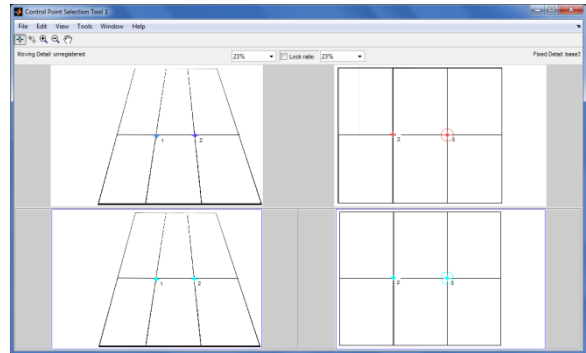 Control Point Selection Tool 1
File Edit View Tools Window Help
Moving Detail: unregistered 23% Lock ratio 23% Fixed Detail: base3
1 2 2 3
1 2 2 3